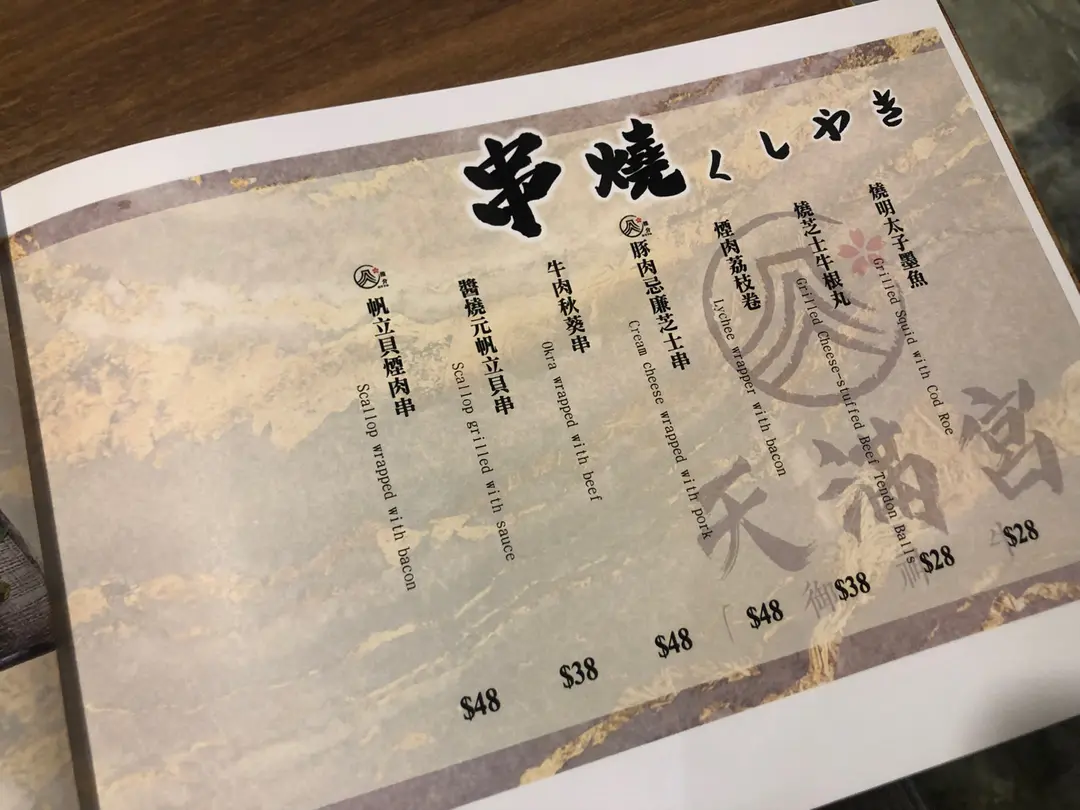 串燒 くしやき
燒明太子墨魚
Grilled Squid with Cod Roe
$28
燒芝士牛根丸
Grilled Cheese-stuffed Beef Tendon Balls
$28
煙肉荔枝卷
Lychee wrapper with bacon
$38
豚肉忌廉芝士串
Cream cheese wrapped with pork
$48
牛肉秋葵串
Okra wrapped with beef
$48
醬燒元帆立貝串
Scallop grilled with sauce
$38
帆立貝煙肉串
Scallop wrapped with bacon
$48
天滿宮